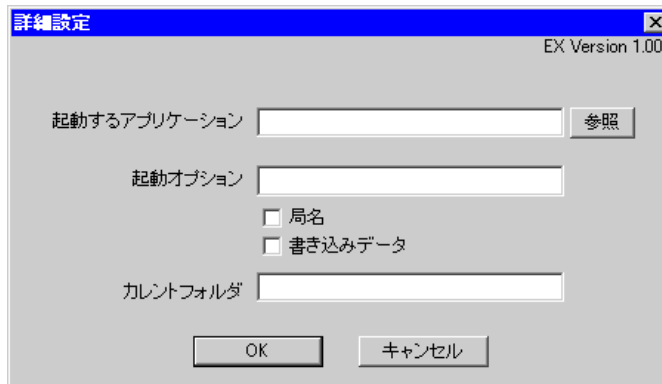 詳細設定
EX Version 1.00
起動するアプリケーション 参照
起動オプション
局名
書き込みデータ
カレントフォルダ
OK キャンセル